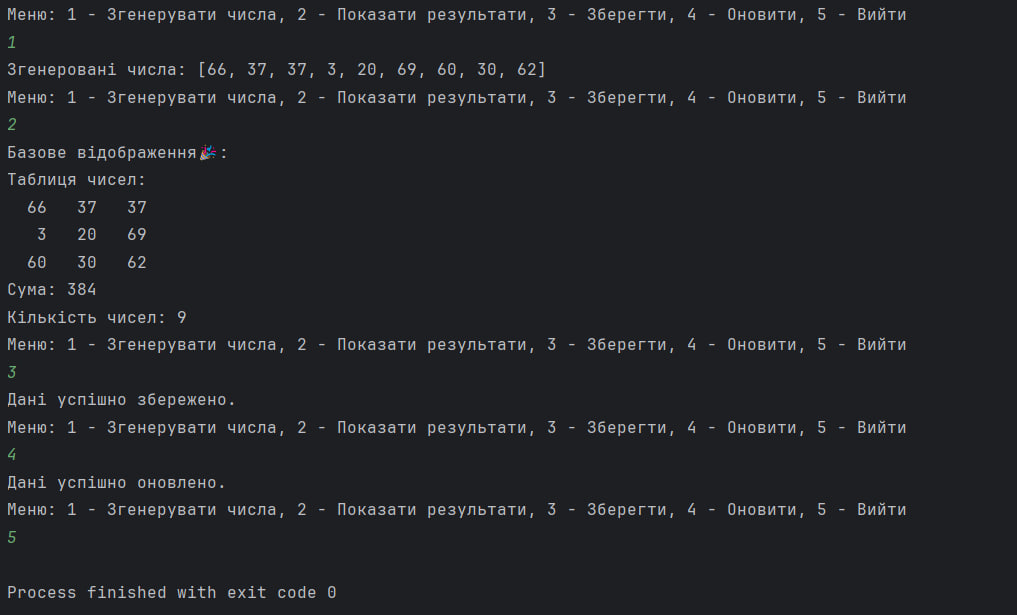 Меню: 1 - Згенерувати числа, 2 - Показати результати, 3 - Зберегти, 4 - Оновити, 5 - Вийти
1
Згенеровані числа: [66, 37, 37, 3, 20, 69, 60, 30, 62]
Меню: 1 - Згенерувати числа, 2 - Показати результати, 3 - Зберегти, 4 - Оновити, 5 - Вийти
2
Базове відображення🎉:
Таблиця чисел:
  66   37   37
   3   20   69
  60   30   62
Сума: 384
Кількість чисел: 9
Меню: 1 - Згенерувати числа, 2 - Показати результати, 3 - Зберегти, 4 - Оновити, 5 - Вийти
3
Дані успішно збережено.
Меню: 1 - Згенерувати числа, 2 - Показати результати, 3 - Зберегти, 4 - Оновити, 5 - Вийти
4
Дані успішно оновлено.
Меню: 1 - Згенерувати числа, 2 - Показати результати, 3 - Зберегти, 4 - Оновити, 5 - Вийти
5
Process finished with exit code 0